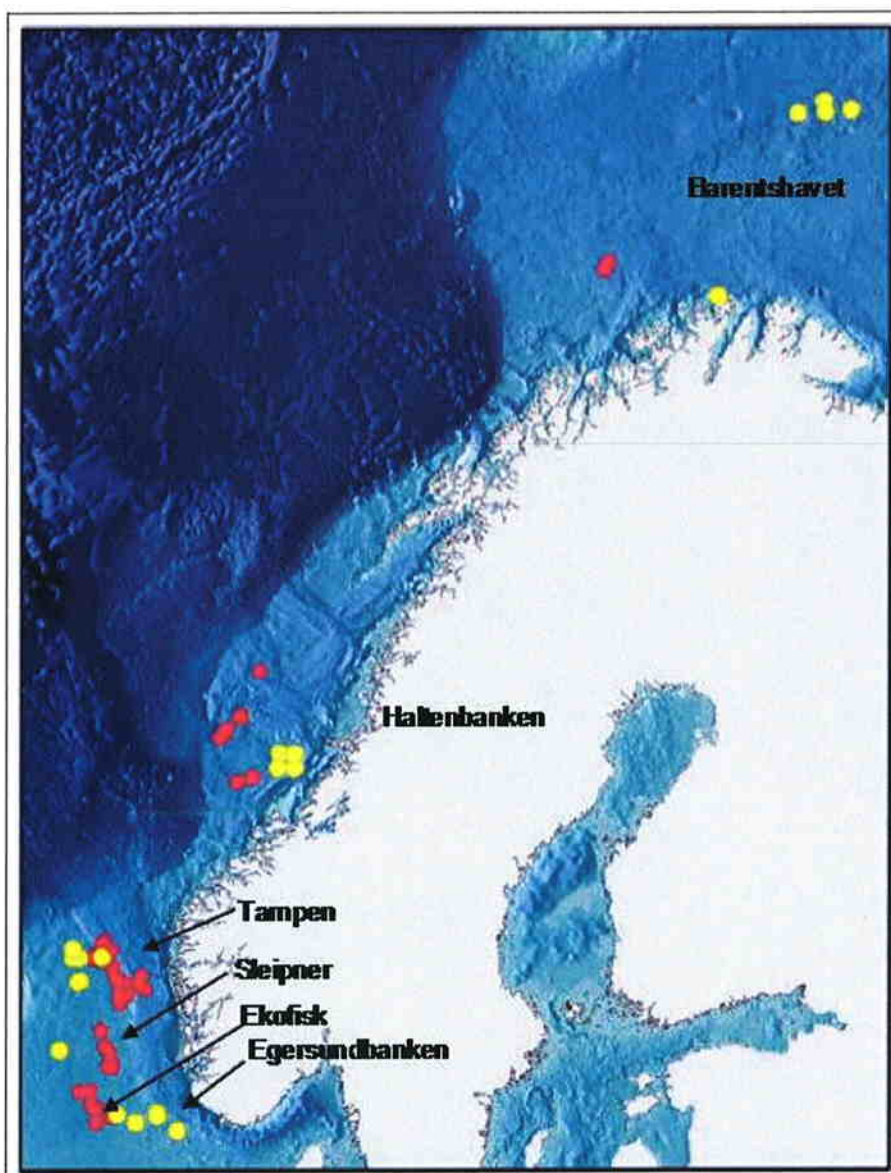 Barentshavet
Haltenbanken
Tampen
Sleipner
Ekofisk
Egersundbanken